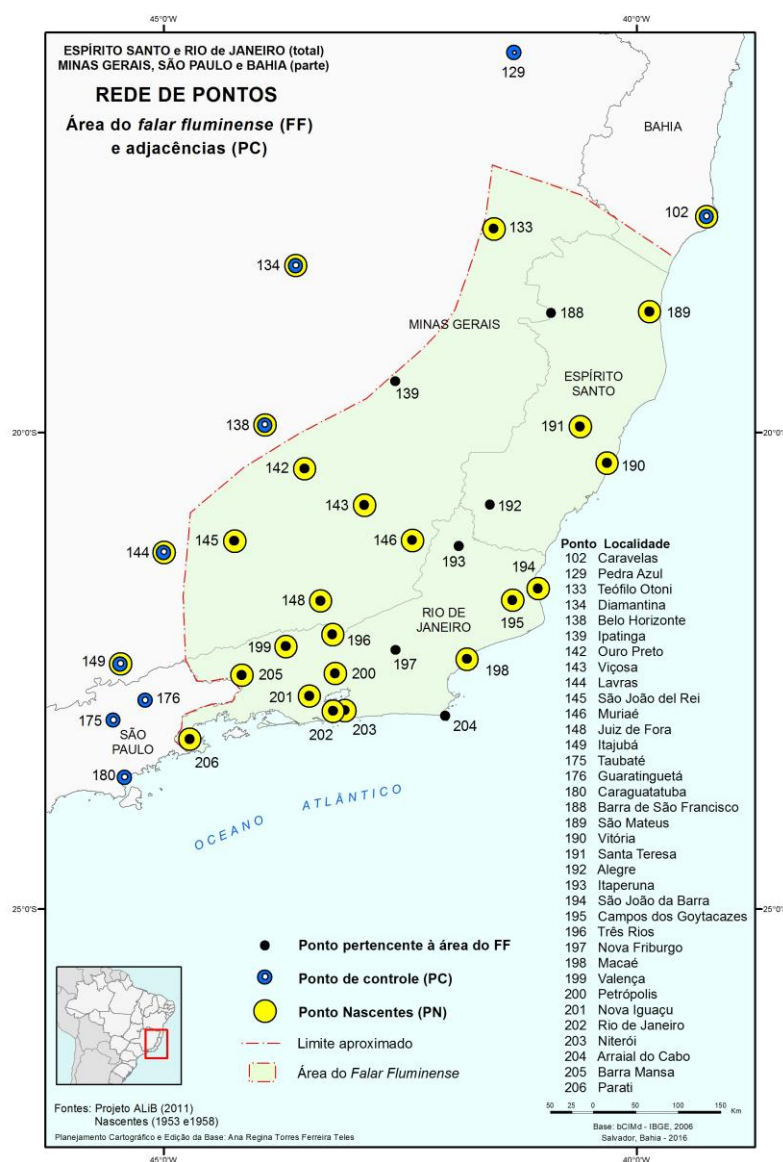 45°0'W
40°0'W
ESPÍRITO SANTO e RIO de JANEIRO (total)
MINAS GERAIS, SÃO PAULO e BAHIA (parte)
REDE DE PONTOS
Área do falar fluminense (FF)
e adjacências (PC)
129
BAHIA
102
133
134
188
189
MINAS GERAIS
139
ESPÍRITO
SANTO
20°0'S
20°0'S
138
191
142
190
143
192
145
146
193
144
194
148
RIO DE
JANEIRO
195
196
199
197
149
200
198
205
176
201
175
SÃO
PAULO
202
203
204
206
180
OCEANO ATLÂNTICO
Ponto Localidade
102 Caravelas
129 Pedra Azul
133 Teófilo Otoni
134 Diamantina
138 Belo Horizonte
139 Ipatinga
142 Ouro Preto
143 Viçosa
144 Lavras
145 São João del Rei
146 Muriaé
148 Juiz de Fora
149 Itajubá
175 Taubaté
176 Guaratinguetá
180 Caraguatatuba
188 Barra de São Francisco
189 São Mateus
190 Vitória
191 Santa Teresa
192 Alegre
193 Itaperuna
194 São João da Barra
195 Campos dos Goytacazes
196 Três Rios
197 Nova Friburgo
198 Macaé
199 Valença
200 Petrópolis
201 Nova Iguaçu
202 Rio de Janeiro
203 Niterói
204 Arraial do Cabo
205 Barra Mansa
206 Parati
25°0'S
25°0'S
Ponto pertencente à área do FF
Ponto de controle (PC)
Ponto Nascentes (PN)
Limite aproximado
Área do Falar Fluminense
50 25 0 50 100 150
Km
Fontes: Projeto ALiB (2011)
Nascentes (1953 e1958)
Base: bCIMd - IBGE, 2006
Planejamento Cartográfico e Edição da Base: Ana Regina Torres Ferreira Teles
Salvador, Bahia - 2016
45°0'W
40°0'W